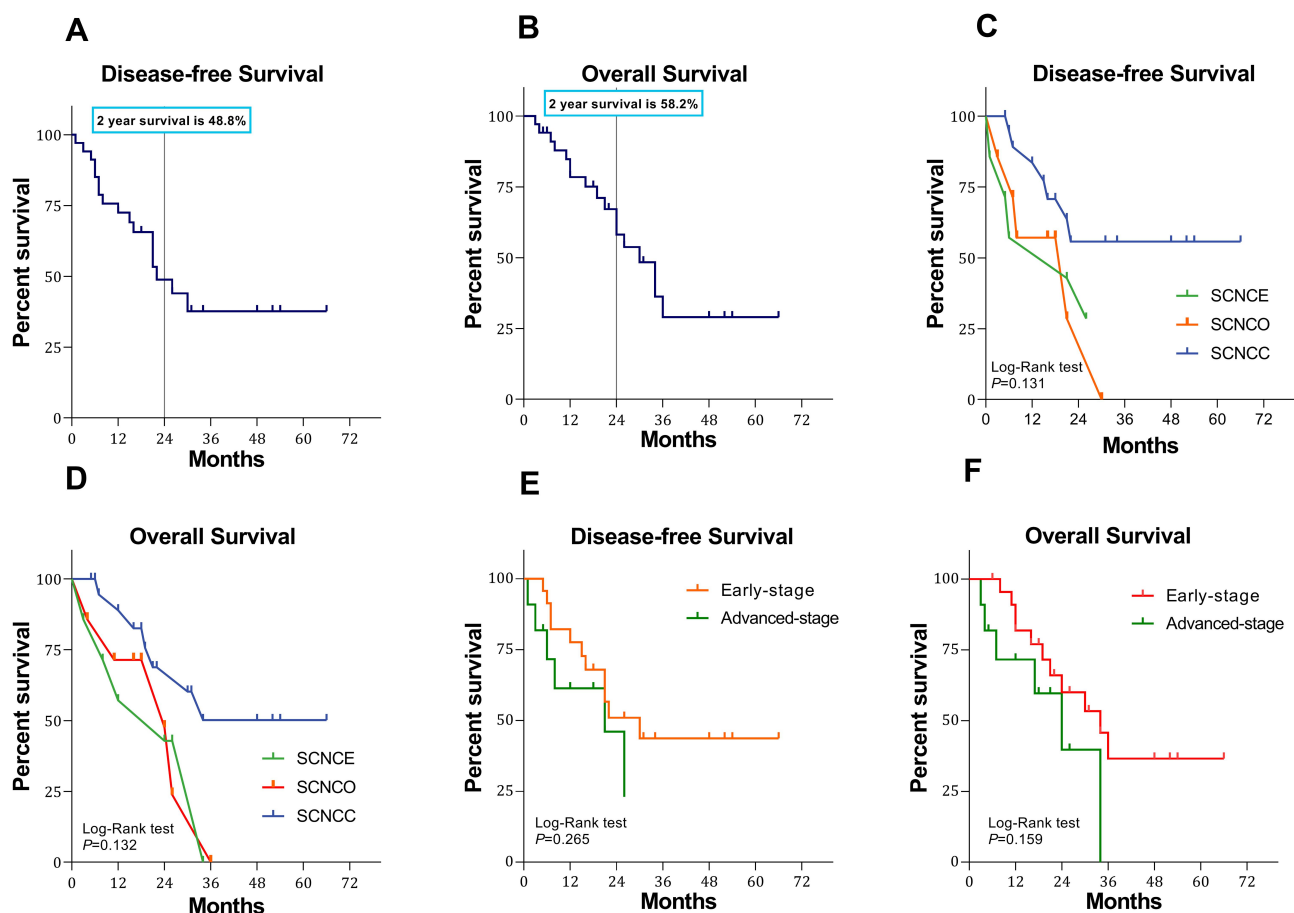 A
Disease-free Survival
2 year survival is 48.8%
Percent survival
100
75
50
25
0
0 12 24 36 48 52 72
Months
B
Overall Survival
2 year survival is 58.2%
Percent survival
100
75
50
25
0
0 12 24 36 48 52 72
Months
C
Disease-free Survival
Percent survival
100
75
50
25
0
SCNCE
SCNCO
SCNCC
Log-Rank test
P=0.131
0 12 24 36 48 60 72
Months
D
Overall Survival
Percent survival
100
75
50
25
0
SCNCE
SCNCO
SCNCC
Log-Rank test
P=0.132
0 12 24 36 48 60 72
Months
E
Disease-free Survival
Percent survival
100
75
50
25
0
Early-stage
Advanced-stage
Log-Rank test
P=0.265
0 12 24 36 48 60 72
Months
F
Overall Survival
Percent survival
100
75
50
25
0
Early-stage
Advanced-stage
Log-Rank test
P=0.159
0 12 24 36 48 60 72
Months